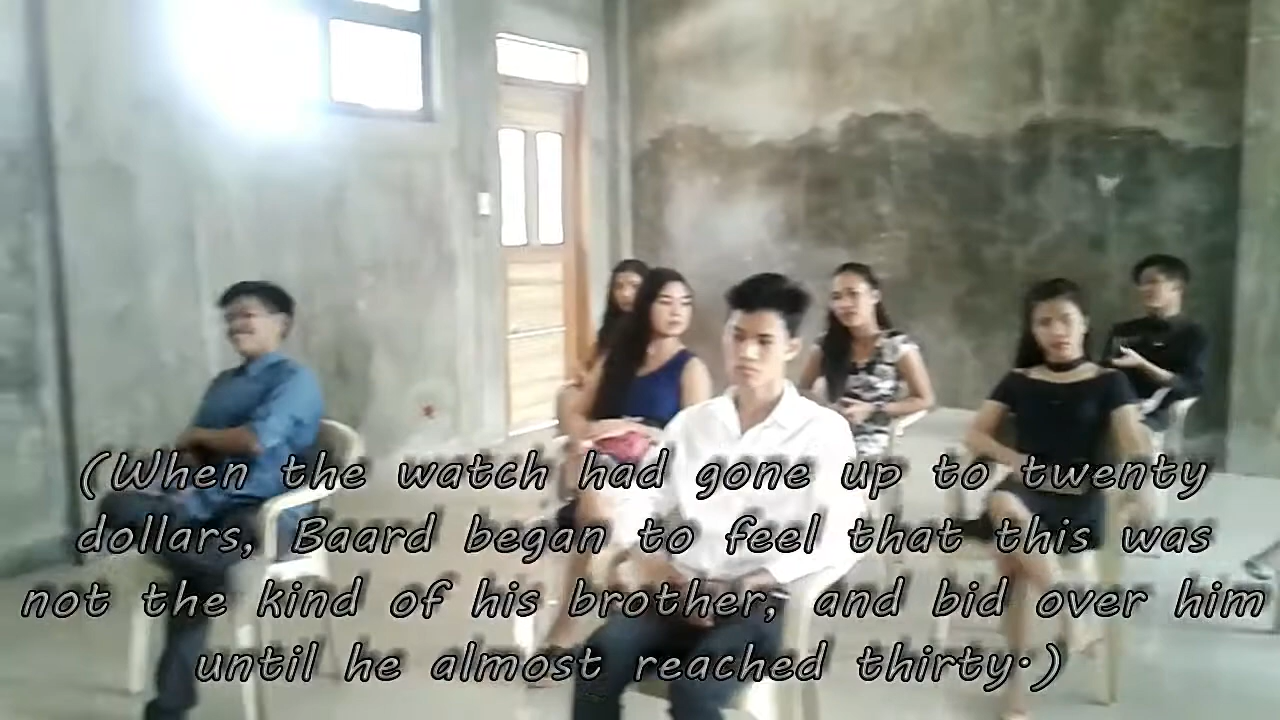 (When the watch had gone up to twenty
dollars, Baard began to feel that this was
not the kind of his brother, and bid over him
until he almost reached thirty.)